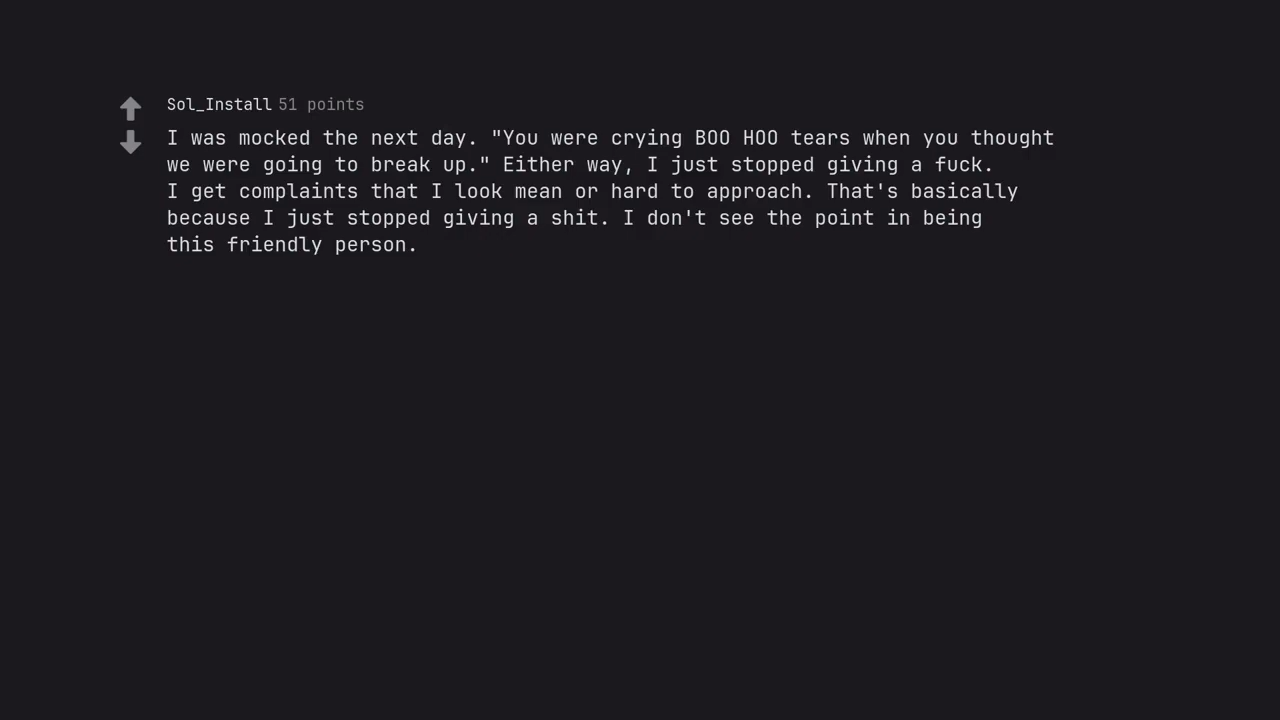 Sol_Install 51 points
I was mocked the next day. "You were crying BOO HOO tears when you thought
we were going to break up." Either way, I just stopped giving a fuck.
I get complaints that I look mean or hard to approach. That's basically
because I just stopped giving a shit. I don't see the point in being
this friendly person.